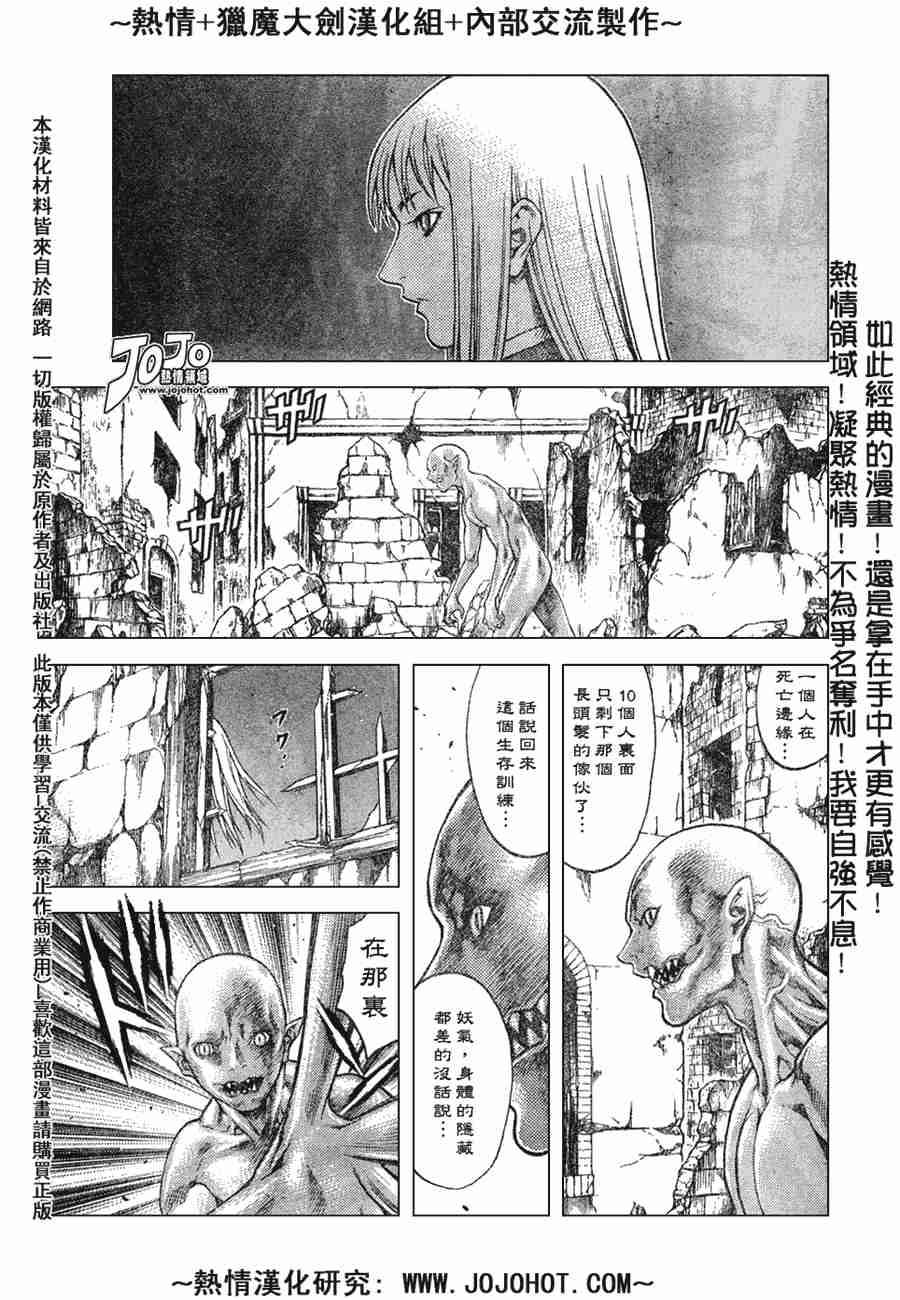 ~熱情+獵魔大劍漢化組+內部交流製作~
如此經典的漫畫！還是拿在手中才更有感覺！
熱情領域！凝聚熱情！不為爭名奪利！我要自強不息！
JOJO
熱情領域
www.jojohot.com
ザザ
ザザ
ザザ
一個人在
死亡邊緣…
10個人裏面
只剩下那個
長頭髮的傢伙了…
話說回來
這個生存訓練…
妖氣，身體的隱藏
都差的沒話說…
フッ
在那裏
本漢化材料皆來自於網路 一切版權歸屬於原作者及出版社
此版本僅供學習—交流（禁止作商業用）—喜歡這部漫畫請購買正版
~熱情漢化研究: WWW.JOJOHOT.COM~